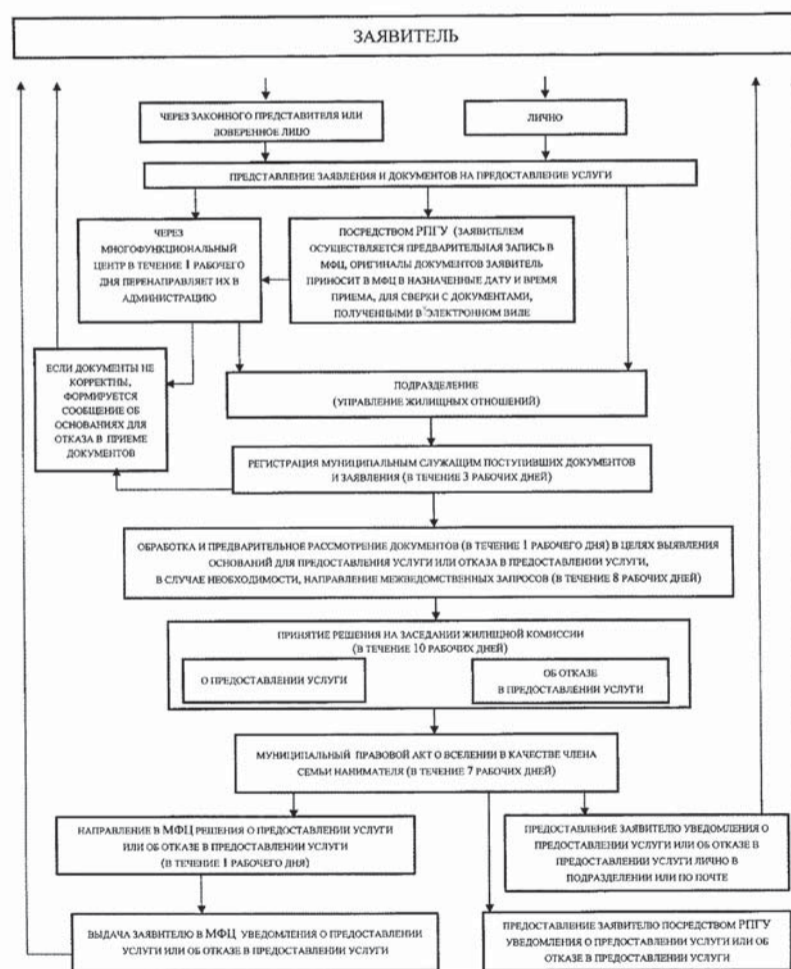 ЗАЯВИТЕЛЬ
ЧЕРЕЗ ЗАКОННОГО ПРЕДСТАВИТЕЛЯ ИЛИ
ДОВЕРЕННОЕ ЛИЦО
ЛИЧНО
ПРЕДСТАВЛЕНИЕ ЗАЯВЛЕНИЯ И ДОКУМЕНТОВ НА ПРЕДОСТАВЛЕНИЕ УСЛУГИ
ЧЕРЕЗ
МНОГОФУНКЦИОНАЛЬНЫЙ
ЦЕНТР В ТЕЧЕНИЕ 1 РАБОЧЕГО
ДНЯ ПЕРЕНАПРАВЛЯЕТ ИХ В
АДМИНИСТРАЦИЮ
ПОСРЕДСТВОМ РПГУ (ЗАЯВИТЕЛЕМ
ОСУЩЕСТВЛЯЕТСЯ ПРЕДВАРИТЕЛЬНАЯ ЗАПИСЬ В
МФЦ, ОРИГИНАЛЫ ДОКУМЕНТОВ ЗАЯВИТЕЛЬ
ПРИНОСИТ В МФЦ В НАЗНАЧЕННЫЕ ДАТУ И ВРЕМЯ
ПРИЕМА, ДЛЯ СВЕРКИ С ДОКУМЕНТАМИ,
ПОЛУЧЕННЫМИ В ЭЛЕКТРОННОМ ВИДЕ
ЕСЛИ ДОКУМЕНТЫ НЕ
КОРРЕКТНЫ,
ФОРМИРУЕТСЯ
СООБЩЕНИЕ ОБ
ОСНОВАНИЯХ ДЛЯ
ОТКАЗА В ПРИЕМЕ
ДОКУМЕНТОВ
ПОДРАЗДЕЛЕНИЕ
(УПРАВЛЕНИЕ ЖИЛИЩНЫХ ОТНОШЕНИЙ)
РЕГИСТРАЦИЯ МУНИЦИПАЛЬНЫМ СЛУЖАЩИМ ПОСТУПИВШИХ ДОКУМЕНТОВ
И ЗАЯВЛЕНИЯ (В ТЕЧЕНИЕ 3 РАБОЧИХ ДНЕЙ)
ОБРАБОТКА И ПРЕДВАРИТЕЛЬНОЕ РАССМОТРЕНИЕ ДОКУМЕНТОВ (В ТЕЧЕНИЕ 1 РАБОЧЕГО ДНЯ) В ЦЕЛЯХ ВЫЯВЛЕНИЯ
ОСНОВАНИЙ ДЛЯ ПРЕДОСТАВЛЕНИЯ УСЛУГИ ИЛИ ОТКАЗА В ПРЕДОСТАВЛЕНИИ УСЛУГИ,
В СЛУЧАЕ НЕОБХОДИМОСТИ, НАПРАВЛЕНИЕ МЕЖВЕДОМСТВЕННЫХ ЗАПРОСОВ (В ТЕЧЕНИЕ 8 РАБОЧИХ ДНЕЙ)
ПРИНЯТИЕ РЕШЕНИЯ НА ЗАСЕДАНИИ ЖИЛИЩНОЙ КОМИССИИ
(В ТЕЧЕНИЕ 10 РАБОЧИХ ДНЕЙ)
О ПРЕДОСТАВЛЕНИИ УСЛУГИ
ОБ ОТКАЗЕ
В ПРЕДОСТАВЛЕНИИ УСЛУГИ
МУНИЦИПАЛЬНЫЙ ПРАВОВОЙ АКТ О ВСЕЛЕНИИ В КАЧЕСТВЕ ЧЛЕНА
СЕМЬИ НАНИМАТЕЛЯ (В ТЕЧЕНИЕ 7 РАБОЧИХ ДНЕЙ)
НАПРАВЛЕНИЕ В МФЦ РЕШЕНИЯ О ПРЕДОСТАВЛЕНИИ УСЛУГИ
ИЛИ ОБ ОТКАЗЕ В ПРЕДОСТАВЛЕНИИ УСЛУГИ
(В ТЕЧЕНИЕ 1 РАБОЧЕГО ДНЯ)
ПРЕДОСТАВЛЕНИЕ ЗАЯВИТЕЛЮ УВЕДОМЛЕНИЯ О
ПРЕДОСТАВЛЕНИИ УСЛУГИ ИЛИ ОБ ОТКАЗЕ В
ПРЕДОСТАВЛЕНИИ УСЛУГИ ЛИЧНО В
ПОДРАЗДЕЛЕНИИ ИЛИ ПО ПОЧТЕ
ВЫДАЧА ЗАЯВИТЕЛЮ В МФЦ УВЕДОМЛЕНИЯ О ПРЕДОСТАВЛЕНИИ
УСЛУГИ ИЛИ ОБ ОТКАЗЕ В ПРЕДОСТАВЛЕНИИ УСЛУГИ
ПРЕДОСТАВЛЕНИЕ ЗАЯВИТЕЛЮ ПОСРЕДСТВОМ РПГУ
УВЕДОМЛЕНИЯ О ПРЕДОСТАВЛЕНИИ УСЛУГИ ИЛИ ОБ
ОТКАЗЕ В ПРЕДОСТАВЛЕНИИ УСЛУГИ